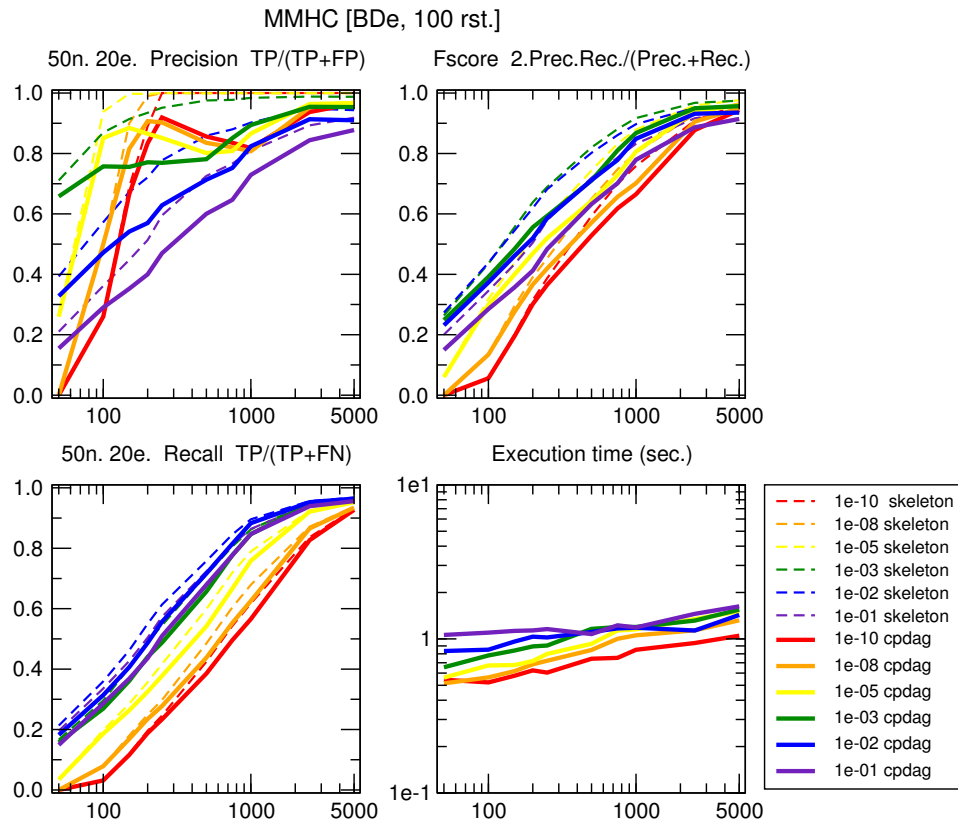 MMHC [BDe, 100 rst.]
50n. 20e. Precision TP/(TP+FP)
Fscore 2.Prec.Rec./(Prec.+Rec.)
1.0
0.8
0.6
0.4
0.2
0.0
100
1000
5000
1.0
0.8
0.6
0.4
0.2
0.0
100
1000
5000
50n. 20e. Recall TP/(TP+FN)
Execution time (sec.)
1.0
0.8
0.6
0.4
0.2
0.0
100
1000
5000
1e1
1
1e-1
100
1000
5000
1e-10 skeleton
1e-08 skeleton
1e-05 skeleton
1e-03 skeleton
1e-02 skeleton
1e-01 skeleton
1e-10 cpdag
1e-08 cpdag
1e-05 cpdag
1e-03 cpdag
1e-02 cpdag
1e-01 cpdag